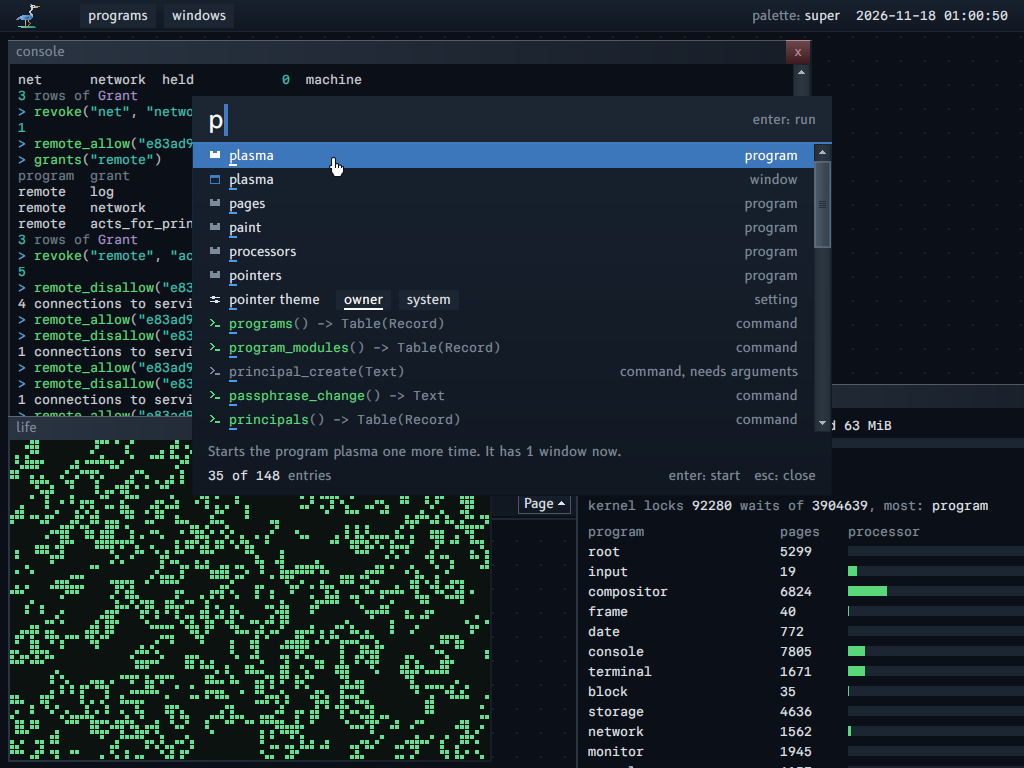 programs windows palette: super 2026-11-18 01:00:50
console x
net network held 0 machine
3 rows of Grant
> revoke("net", "netwo
1
> remote_allow("e83ad9
> grants("remote")
program grant
remote log
remote network
remote acts_for_prin
3 rows of Grant
> revoke("remote", "ac
5
> remote_disallow("e83
4 connections to servi
> remote_allow("e83ad9
> remote_disallow("e83
1 connections to servi
> remote_allow("e83ad9
> remote_disallow("e83
1 connections to servi
> remote_allow("e83ad9
p enter: run
plasma program
plasma window
pages program
paint program
processors program
pointers program
pointer theme owner system setting
programs() -> Table(Record) command
program_modules() -> Table(Record) command
principal_create(Text) command, needs arguments
passphrase_change() -> Text command
principals() -> Table(Record) command
Starts the program plasma one more time. It has 1 window now.
35 of 148 entries enter: start esc: close
life
63 MiB
Page
kernel locks 92280 waits of 3904639, most: program
program pages processor
root 5299
input 19
compositor 6824
frame 40
date 772
console 7805
terminal 1671
block 35
storage 4636
network 1562
monitor 1945